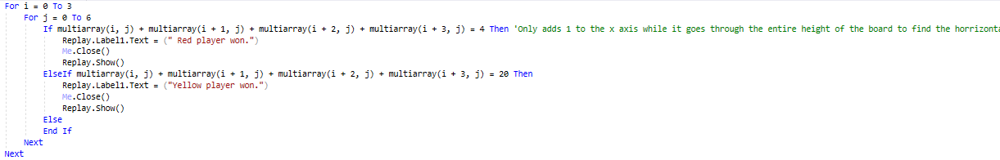 For i = 0 To 3
For j = 0 To 6
If multiarray(i, j) + multiarray(i + 1, j) + multiarray(i + 2, j) + multiarray(i + 3, j) = 4 Then 'Only adds 1 to the x axis while it goes through the entire height of the board to find the horrizonta
Replay.Label1.Text = (" Red player won.")
Me.Close()
Replay.Show()
ElseIf multiarray(i, j) + multiarray(i + 1, j) + multiarray(i + 2, j) + multiarray(i + 3, j) = 20 Then
Replay.Label1.Text = ("Yellow player won.")
Me.Close()
Replay.Show()
Else
End If
Next
Next